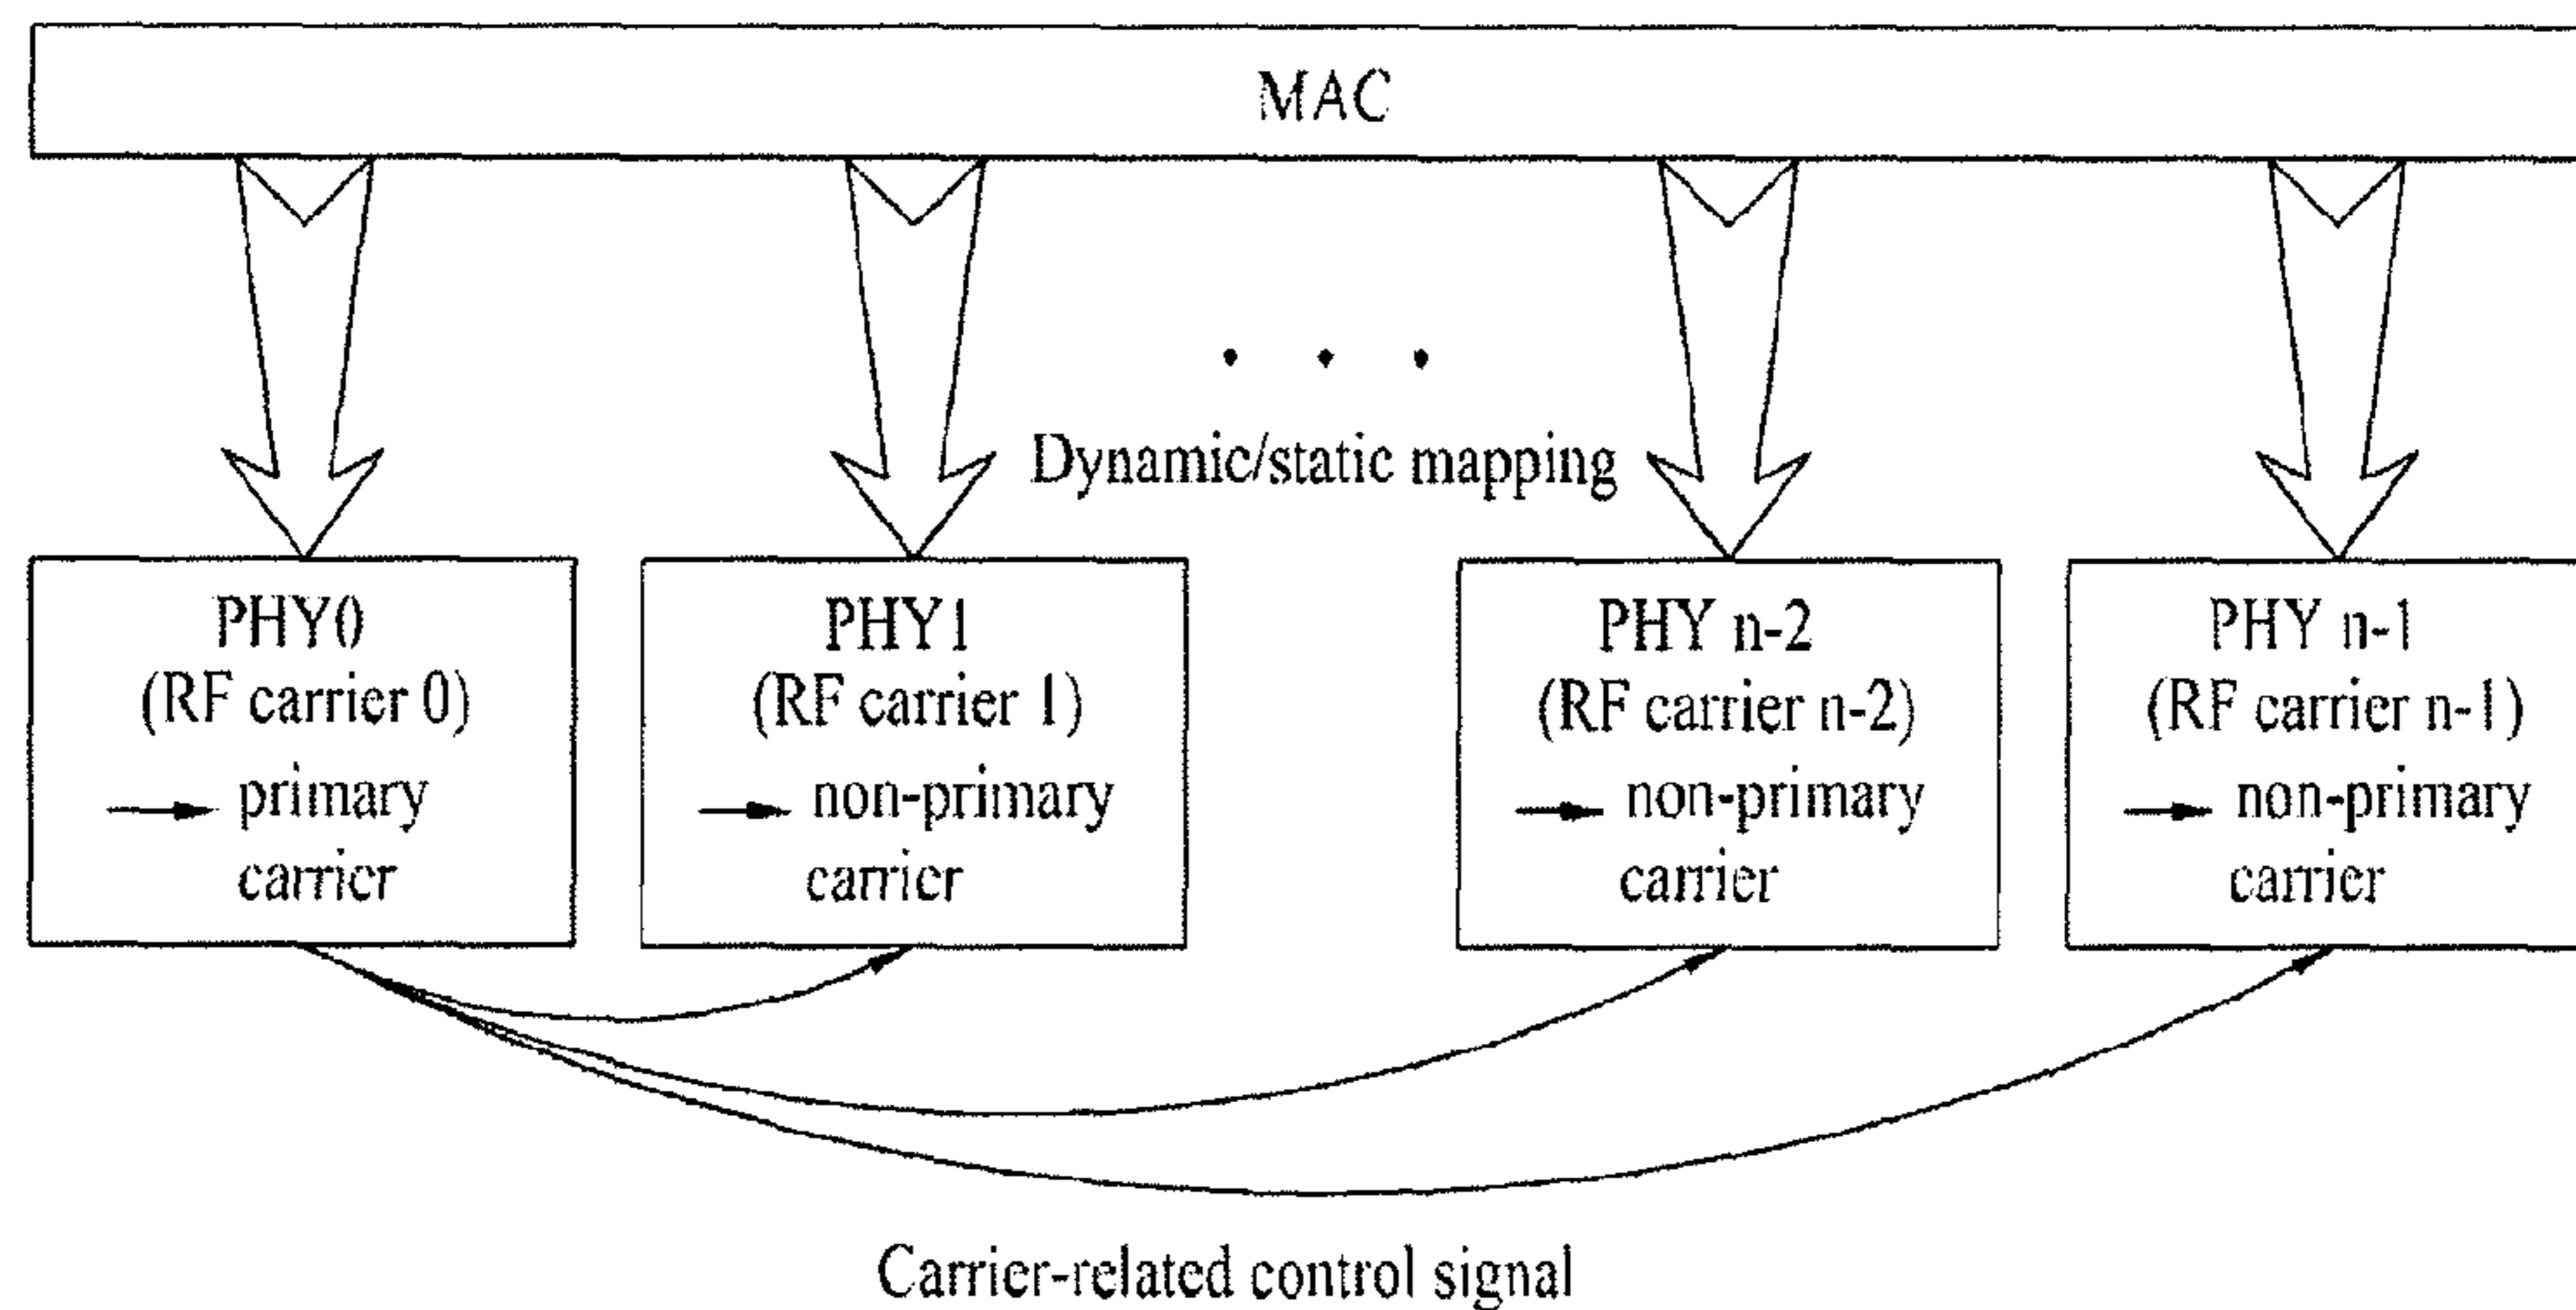 MAC
Dynamic/static mapping
PHY0
(RF carrier 0)
primary
carrier
PHY1
(RF carrier 1)
non-primary
carrier
PHY n-2
(RF carrier n-2)
non-primary
carrier
PHY n-1
(RF carrier n-1)
non-primary
carrier
Carrier-related control signal